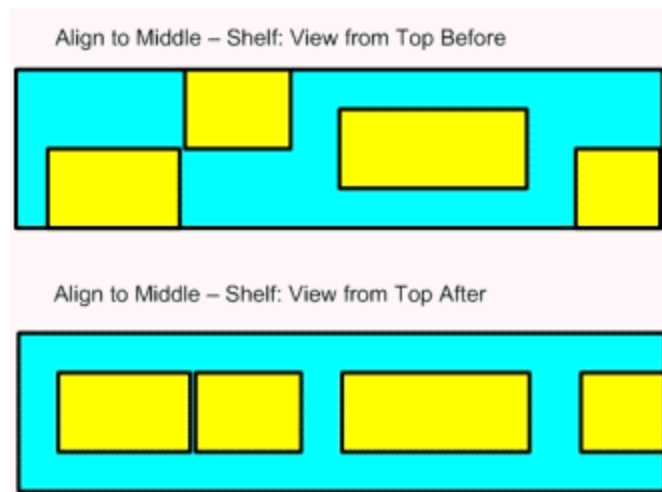 Align to Middle – Shelf: View from Top Before
Align to Middle – Shelf: View from Top After